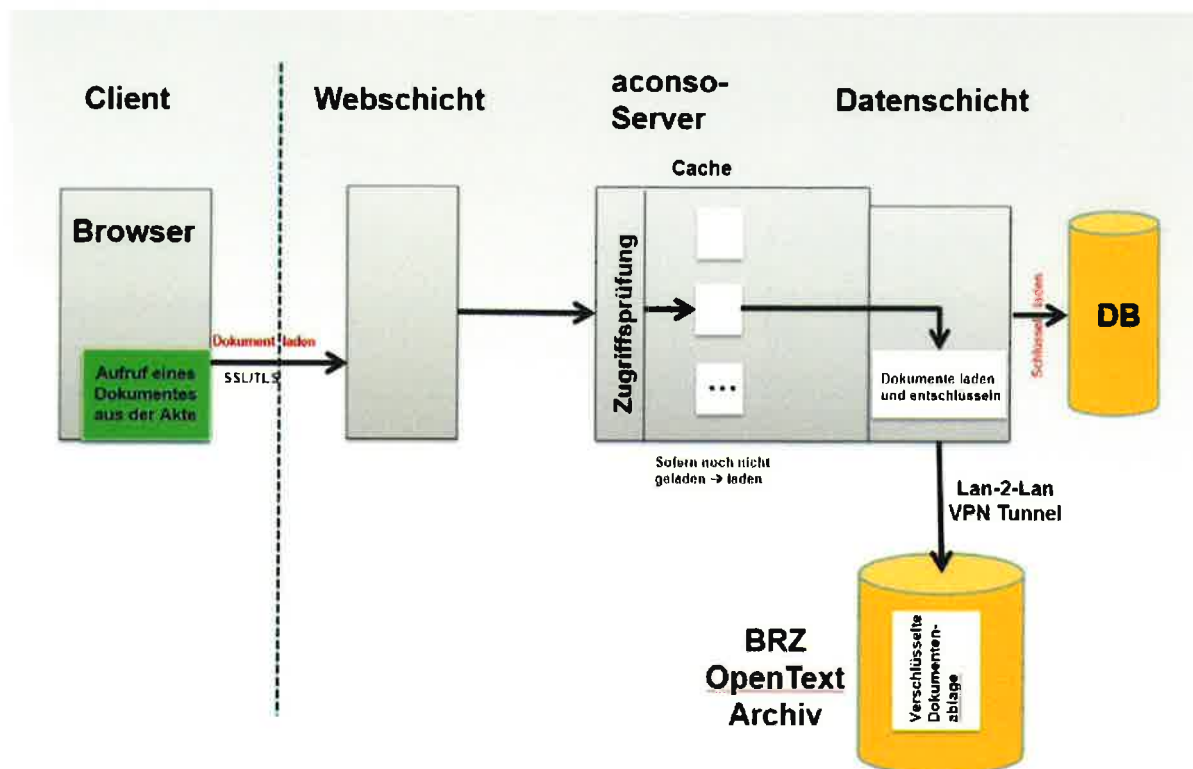 Client
Webschicht
aconso-
Server
Datenschicht
Cache
Browser
Aufruf eines
Dokumentes
aus der Akte
Dokument laden
SSL/TLS
Zugriffsprüfung
...
Dokumente laden
und entschlüsseln
Schlüssel laden
DB
Sofern noch nicht
geladen → laden
Lan-2-Lan
VPN Tunnel
BRZ
OpenText
Archiv
Verschlüsselte
Dokumenten-
ablage